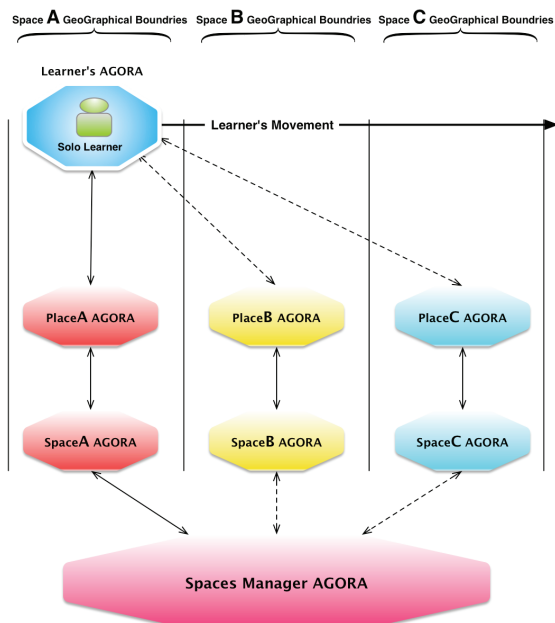 Space A GeoGraphical Boundries
Space B GeoGraphical Boundries
Space C GeoGraphical Boundries
Learner's AGORA
Solo Learner
Learner's Movement
PlaceA AGORA
PlaceB AGORA
PlaceC AGORA
SpaceA AGORA
SpaceB AGORA
SpaceC AGORA
Spaces Manager AGORA